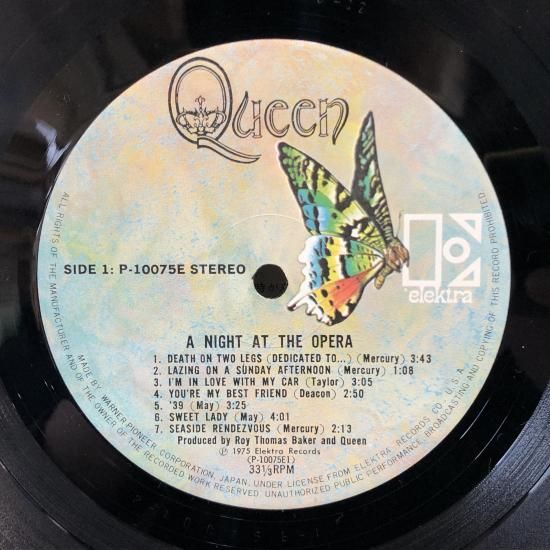 Queen
SIDE 1: P-10075E STEREO
elektra
A NIGHT AT THE OPERA
1. DEATH ON TWO LEGS (DEDICATED TO...) (Mercury) 3:43
2. LAZING ON A SUNDAY AFTERNOON (Mercury) 1:08
3. I'M IN LOVE WITH MY CAR (Taylor) 3:05
4. YOU'RE MY BEST FRIEND (Deacon) 2:50
5. '39 (May) 3:25
6. SWEET LADY (May) 4:01
7. SEASIDE RENDEZVOUS (Mercury) 2:13
Produced by Roy Thomas Baker and Queen
Ⓟ 1975 Elektra Records
(P-10075E1)
33⅓RPM
MADE BY WARNER-PIONEER CORPORATION, JAPAN, UNDER LICENSE FROM ELEKTRA RECORDS CO., U.S.A.
ALL RIGHTS OF THE MANUFACTURER AND OF THE OWNER OF THE RECORDED WORK RESERVED. UNAUTHORIZED PUBLIC PERFORMANCE, BROADCASTING AND COPYING OF THIS RECORD PROHIBITED